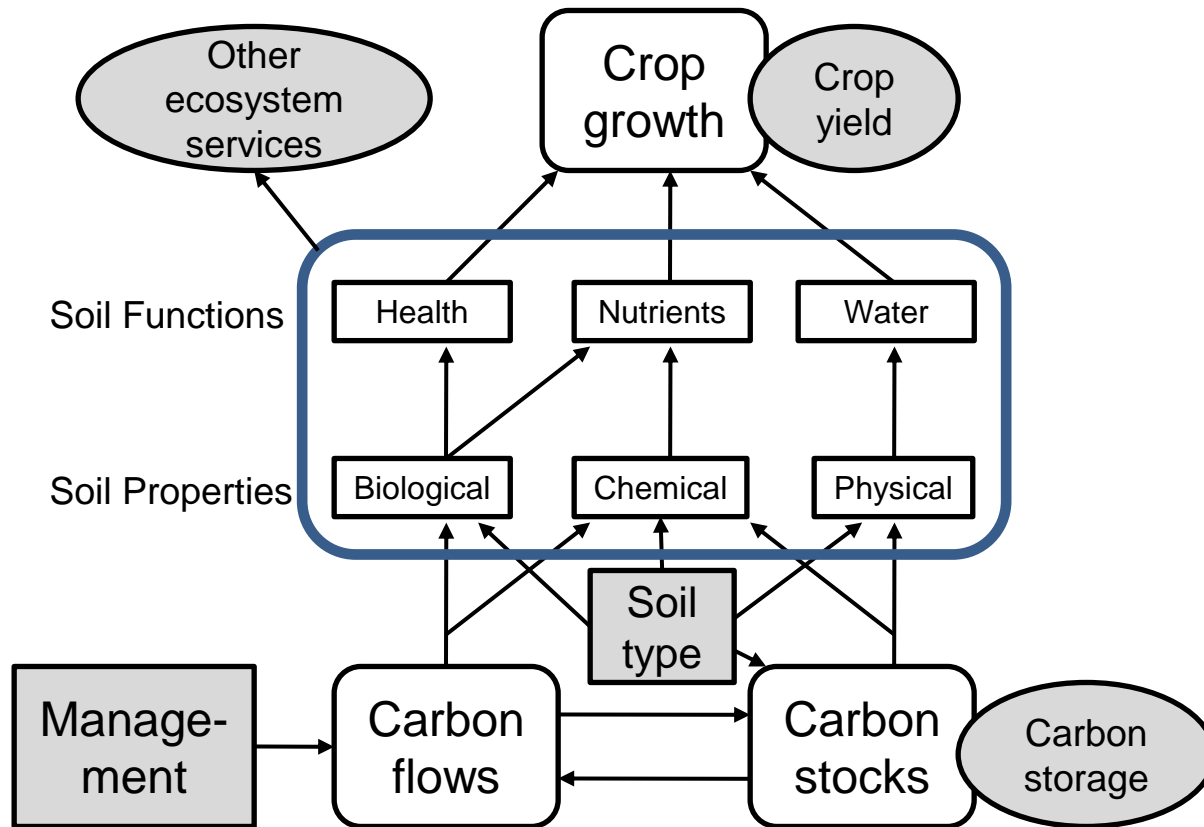 Other
ecosystem
services
Crop
growth
Crop
yield
Soil Functions
Health
Nutrients
Water
Soil Properties
Biological
Chemical
Physical
Soil
type
Manage-
ment
Carbon
flows
Carbon
stocks
Carbon
storage